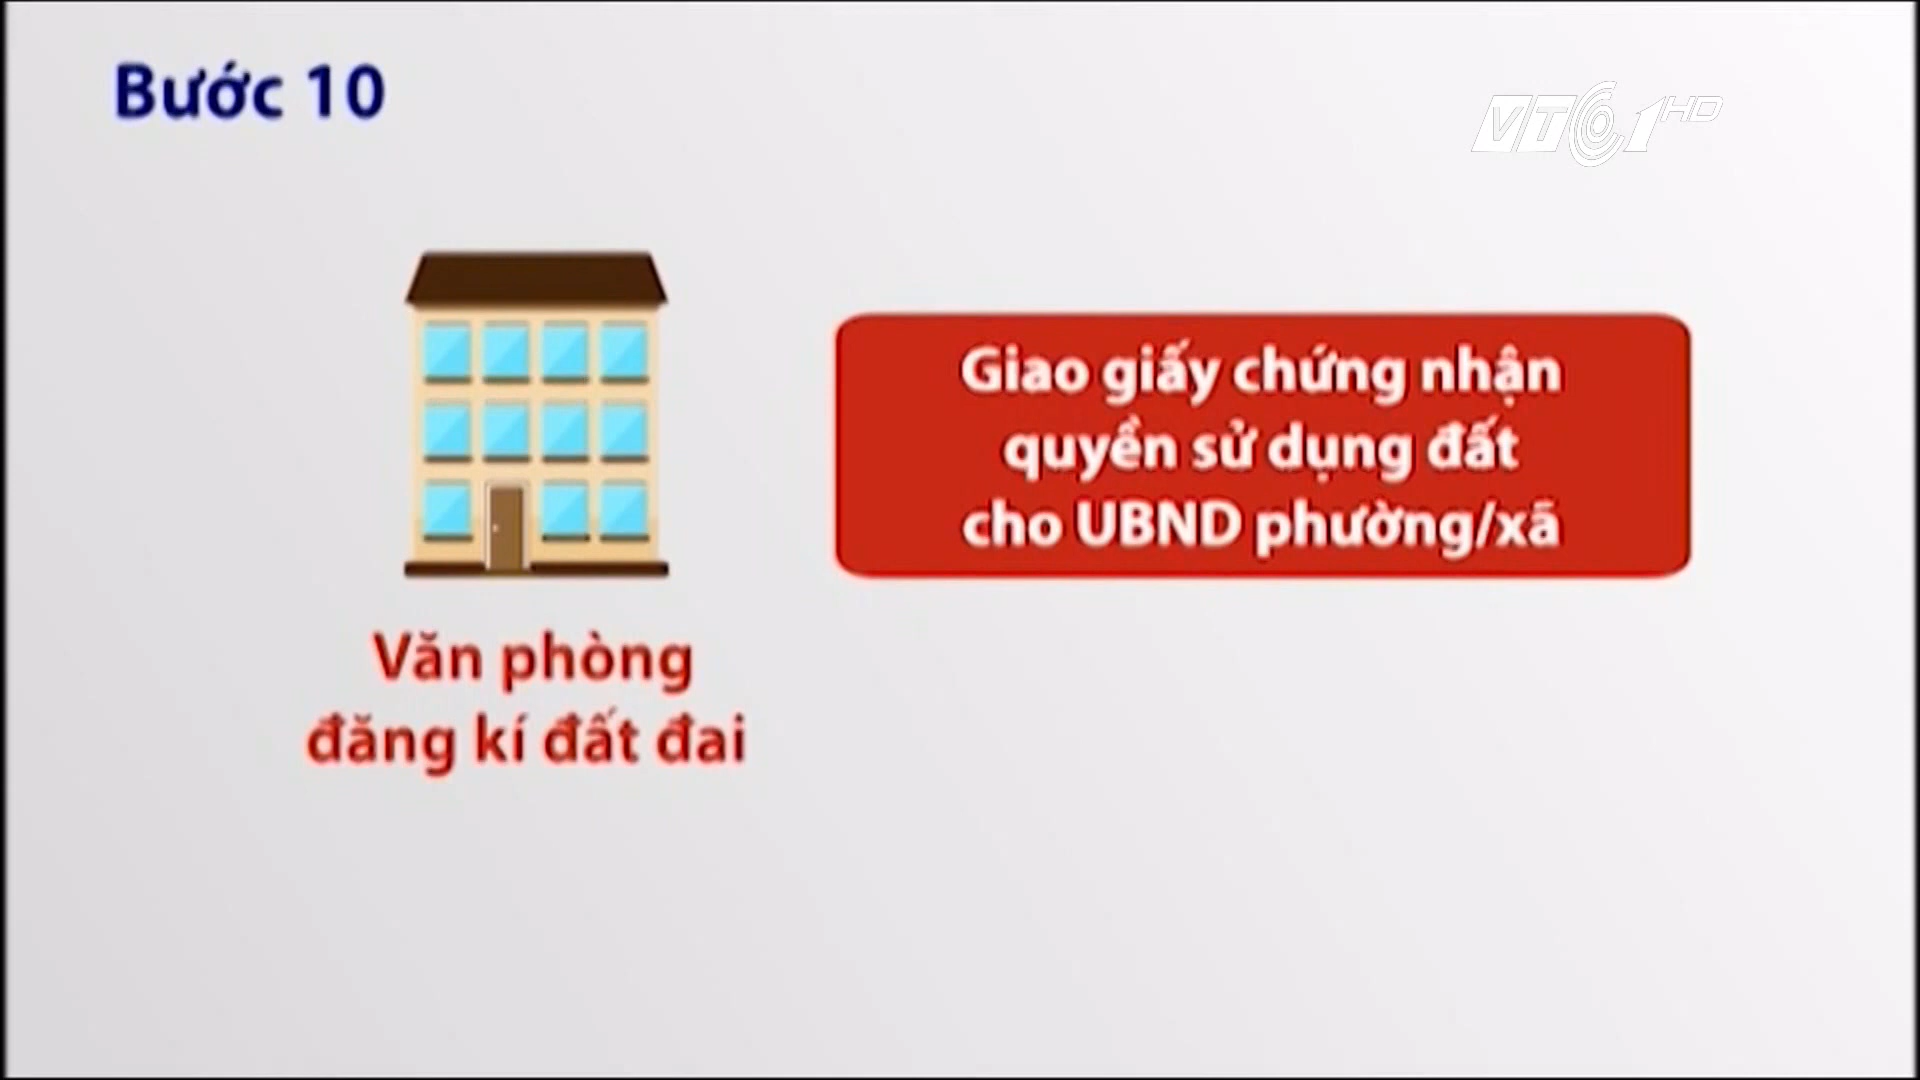 Bước 10
VTC1 HD
Giao giấy chứng nhận
quyền sử dụng đất
cho UBND phường/xã
Văn phòng
đăng kí đất đai